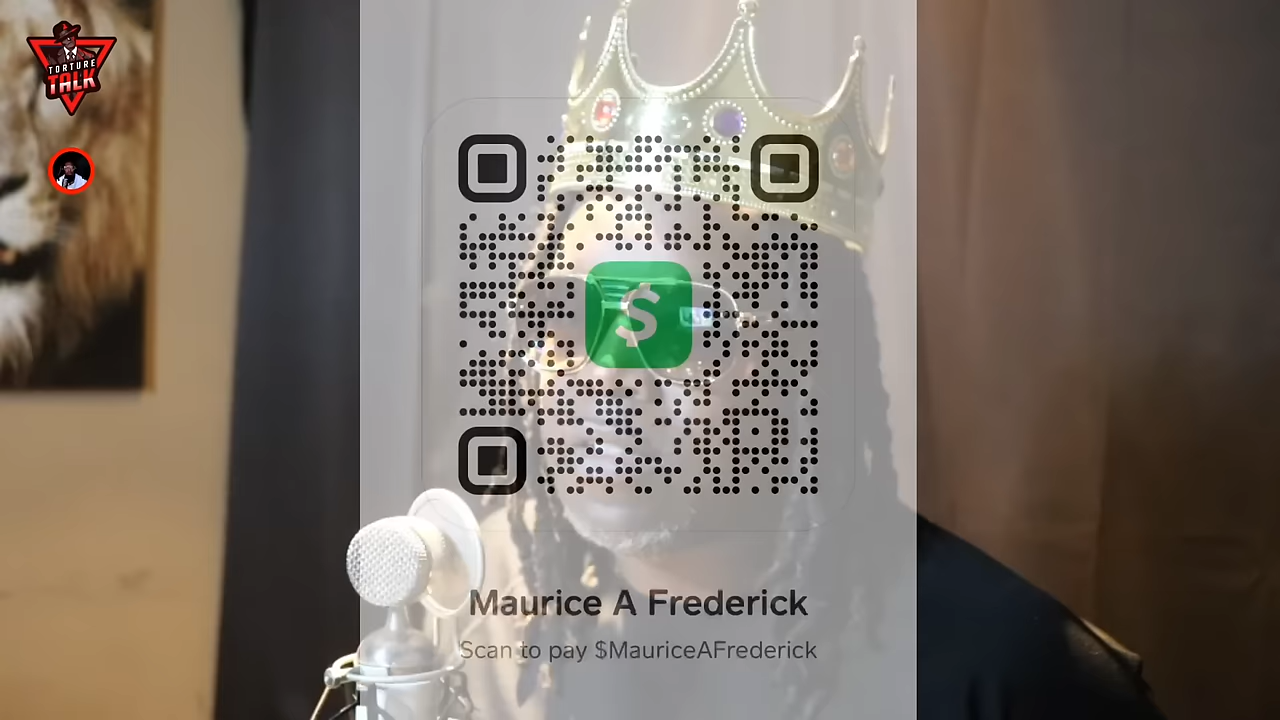 TORTURE
TALK
$
Maurice A Frederick
Scan to pay $MauriceAFrederick